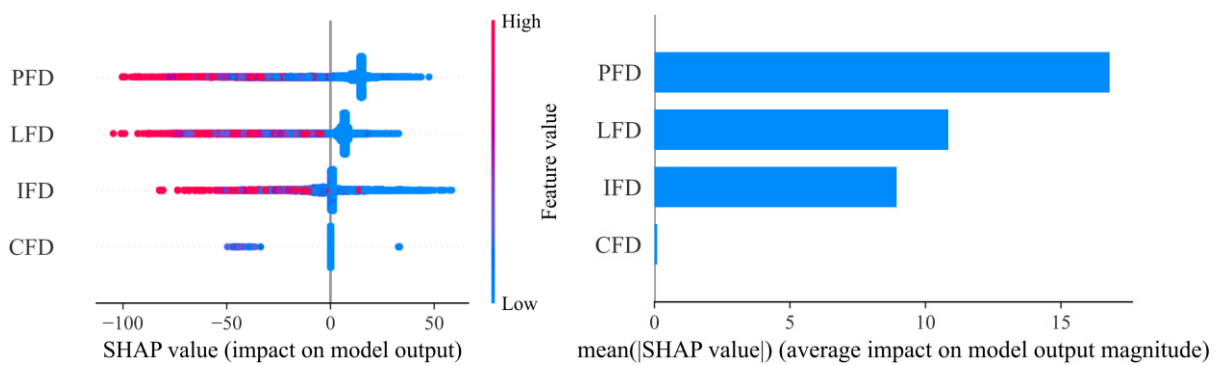 High
PFD
LFD
IFD
CFD
Feature value
Low
−100
−50
0
50
SHAP value (impact on model output)
PFD
LFD
IFD
CFD
0
5
10
15
mean(|SHAP value|) (average impact on model output magnitude)